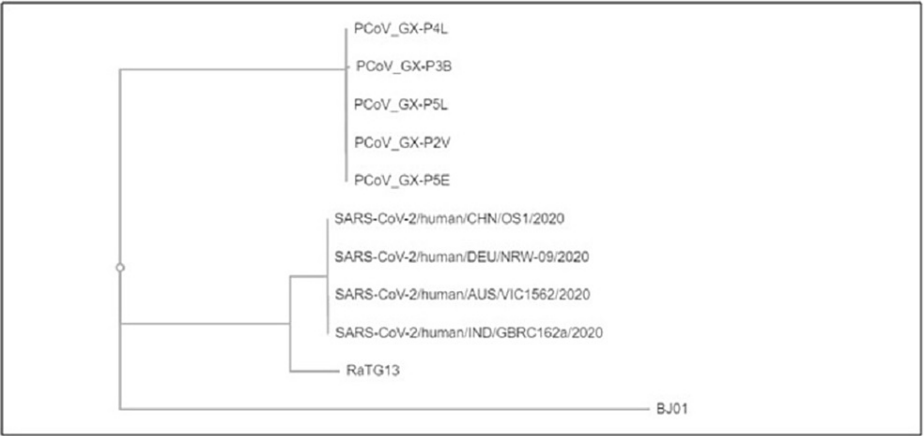 PCoV_GX-P4L
PCoV_GX-P3B
PCoV_GX-P5L
PCoV_GX-P2V
PCoV_GX-P5E
SARS-CoV-2/human/CHN/OS1/2020
SARS-CoV-2/human/DEU/NRW-09/2020
SARS-CoV-2/human/AUS/VIC1562/2020
SARS-CoV-2/human/IND/GBRC162a/2020
RaTG13
BJ01